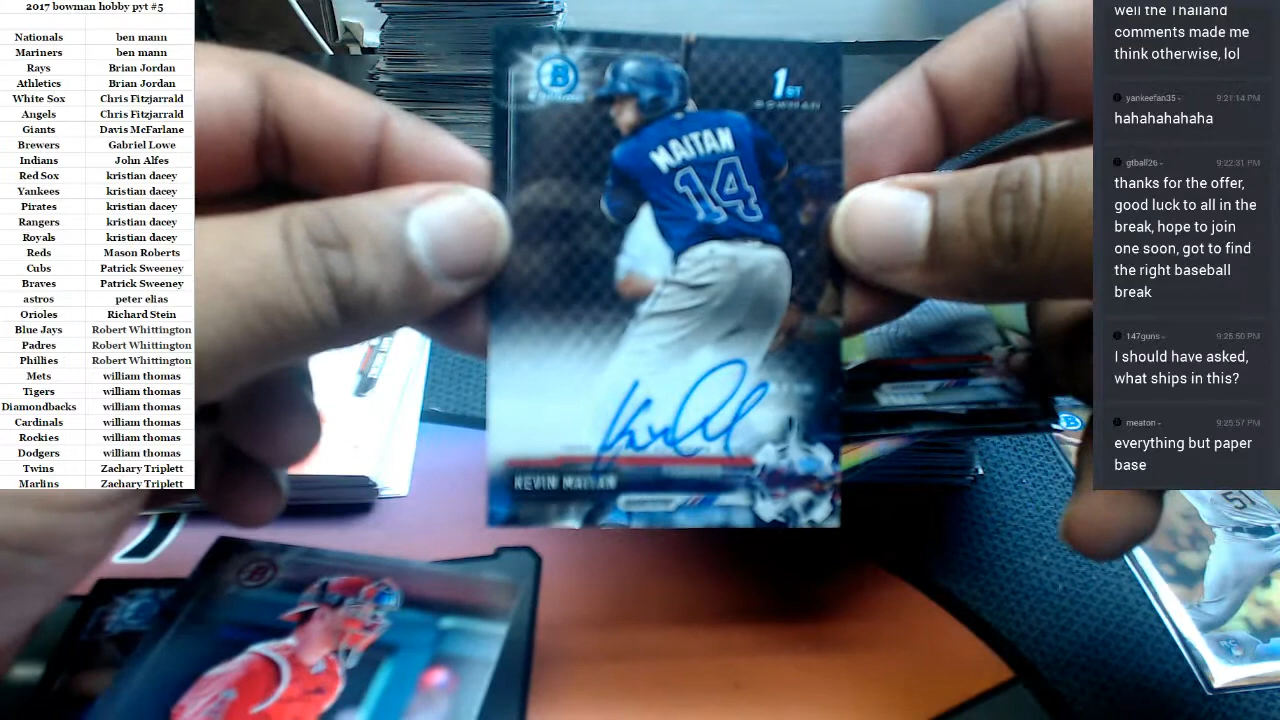 2017 bowman hobby pyt #5
Nationals ben mann
Mariners ben mann
Rays Brian Jordan
Athletics Brian Jordan
White Sox Chris Fitzjarrald
Angels Chris Fitzjarrald
Giants Davis McFarlane
Brewers Gabriel Lowe
Indians John Alfes
Red Sox kristian dacey
Yankees kristian dacey
Pirates kristian dacey
Rangers kristian dacey
Royals kristian dacey
Reds Mason Roberts
Cubs Patrick Sweeney
Braves Patrick Sweeney
astros peter elias
Orioles Richard Stein
Blue Jays Robert Whittington
Padres Robert Whittington
Phillies Robert Whittington
Mets william thomas
Tigers william thomas
Diamondbacks william thomas
Cardinals william thomas
Rockies william thomas
Dodgers william thomas
Twins Zachary Triplett
Marlins Zachary Triplett
B
1ST
BOWMAN
MAITAN
14
KEVIN MAITAN
B
51
well the Thailand
comments made me
think otherwise, lol
yankeefan35 9:21:14 PM
hahahahahaha
gtball26 9:22:31 PM
thanks for the offer,
good luck to all in the
break, hope to join
one soon, got to find
the right baseball
break
147guns 9:25:50 PM
I should have asked,
what ships in this?
meaton 9:25:57 PM
everything but paper
base